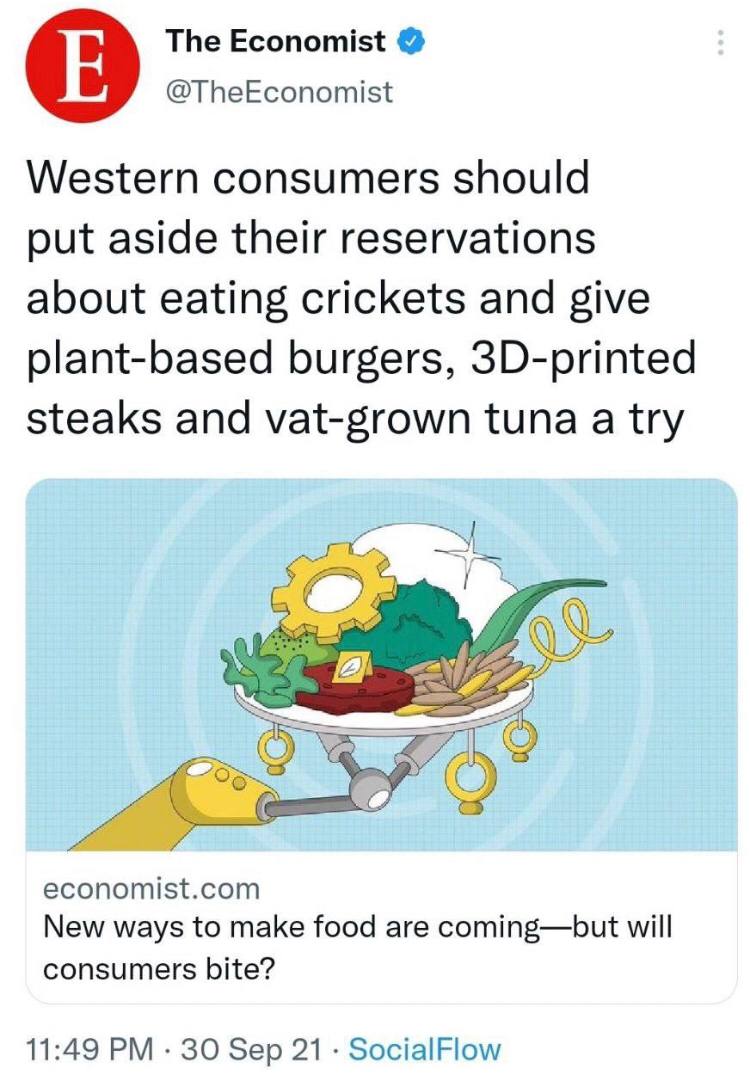 E
The Economist
@TheEconomist
Western consumers should
put aside their reservations
about eating crickets and give
plant-based burgers, 3D-printed
steaks and vat-grown tuna a try
economist.com
New ways to make food are coming—but will
consumers bite?
11:49 PM · 30 Sep 21 · SocialFlow